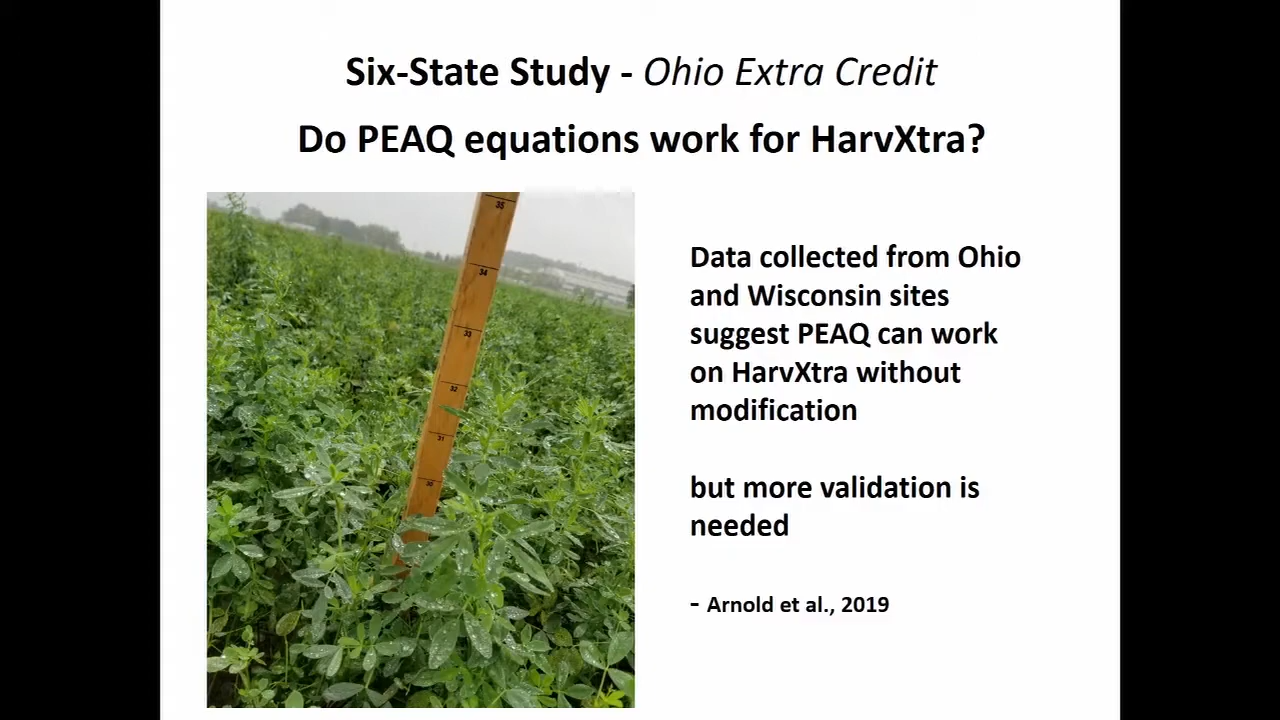 Six-State Study - Ohio Extra Credit
Do PEAQ equations work for HarvXtra?
35
34
33
32
31
30
Data collected from Ohio
and Wisconsin sites
suggest PEAQ can work
on HarvXtra without
modification
but more validation is
needed
- Arnold et al., 2019